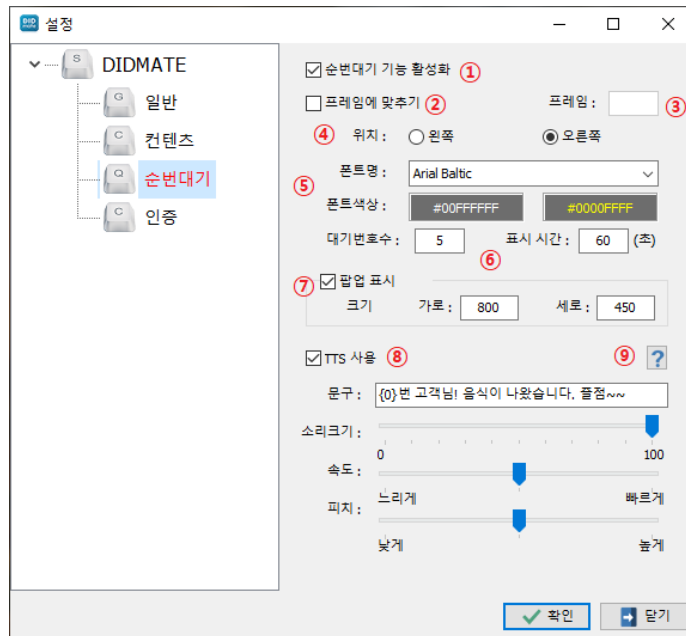 DID mate 설정
S DIDMATE
G 일반
C 컨텐츠
Q 순번대기
C 인증
순번대기 기능 활성화 ①
프레임에 맞추기 ② 프레임 : ③
④ 위치 : 왼쪽 오른쪽
⑤ 폰트명 : Arial Baltic
폰트색상 : #00FFFFFF #0000FFFF
대기번호수 : 5 표시 시간 : 60 (초)
⑥
⑦ 팝업 표시
크기 가로 : 800 세로 : 450
TTS 사용 ⑧ ⑨ ?
문구 : {0}번 고객님! 음식이 나왔습니다. 플점~~
소리크기 :
0 100
속도 :
느리게 빠르게
피치 :
낮게 높게
확인 닫기